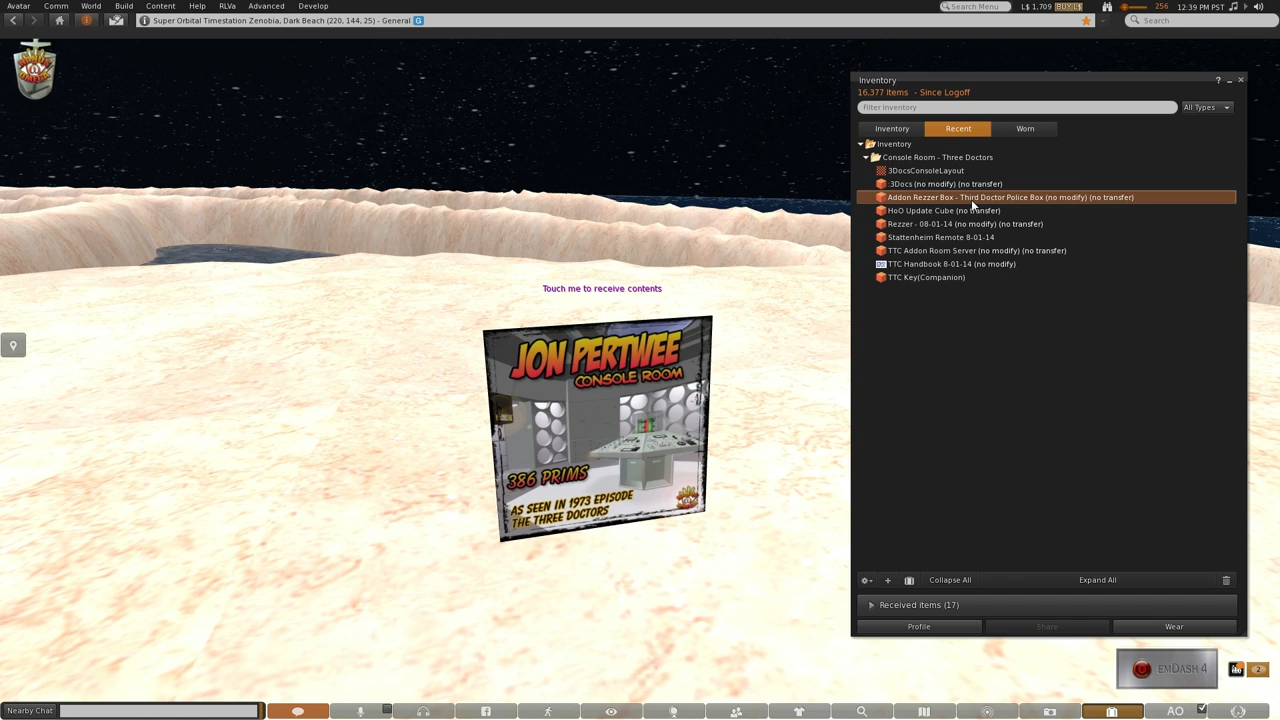 Avatar Comm World Build Content Help RLVa Advanced Develop
Search Menu L$ 1,709 BUY L$ 256 12:39 PM PST
Super Orbital Timestation Zenobia, Dark Beach (220, 144, 25) - General G
Search
Inventory ?
16,377 Items - Since Logoff
Filter Inventory All Types
Inventory Recent Worn
Inventory
Console Room - Three Doctors
3DocsConsoleLayout
:3Docs (no modify) (no transfer)
Addon Rezzer Box - Third Doctor Police Box (no modify) (no transfer)
HoO Update Cube (no transfer)
Rezzer - 08-01-14 (no modify) (no transfer)
Stattenheim Remote 8-01-14
TTC Addon Room Server (no modify) (no transfer)
TTC Handbook 8-01-14 (no modify)
TTC Key(Companion)
Touch me to receive contents
JON PERTWEE
CONSOLE ROOM
386 PRIMS
AS SEEN IN 1973 EPISODE
THE THREE DOCTORS
Collapse All Expand All
Received items (17)
Profile Share Wear
EMDASH 4
2
Nearby Chat
AO